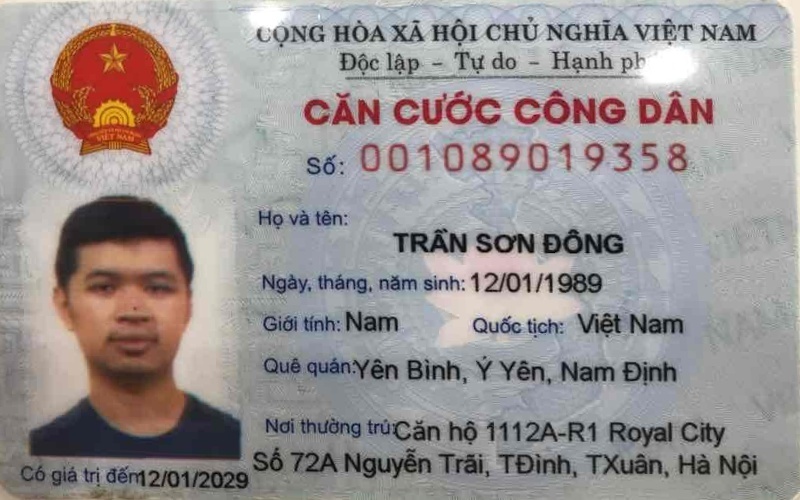 CỘNG HÒA XÃ HỘI CHỦ NGHĨA VIỆT NAM
Độc lập - Tự do - Hạnh
CĂN CƯỚC CÔNG DÂN
Số: 001089019358
Họ và tên:
TRẦN SƠN ĐÔNG
Ngày, tháng, năm sinh: 12/01/1989
Giới tính: Nam Quốc tịch: Việt Nam
Quê quán: Yên Bình, Ý Yên, Nam Định
Nơi thường trú: Căn hộ 1112A-R1 Royal City
Số 72A Nguyễn Trãi, TĐình, TXuân, Hà Nội
Có giá trị đến 12/01/2029